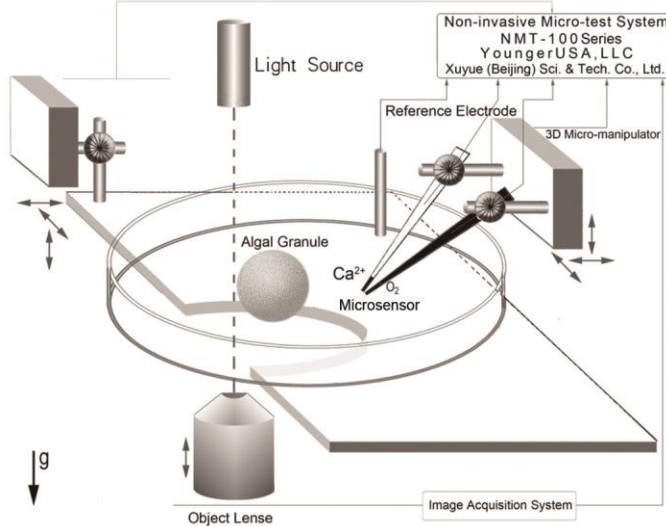 Non-invasive Micro-test System
NMT-100 Series
YoungerUSA,LLC
Xuyue (Beijing) Sci. & Tech. Co., Ltd.
Light Source
Reference Electrode
3D Micro-manipulator
Algal Granule
Ca²⁺
O₂
Microsensor
g
Object Lense
Image Acquisition System